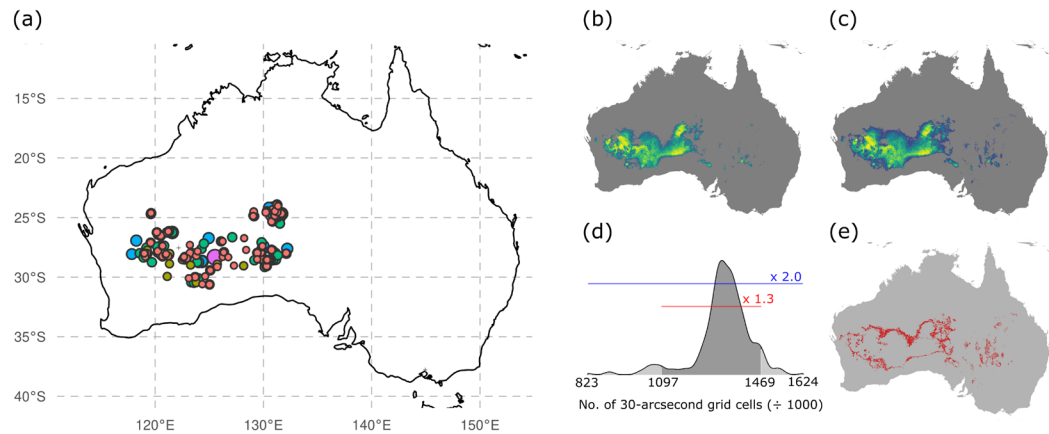 (a)
15°S
20°S
25°S
30°S
35°S
40°S
120°E
130°E
140°E
150°E
(b)
(c)
(d)
x 2.0
x 1.3
823
1097
1469
1624
No. of 30-arcsecond grid cells (÷ 1000)
(e)